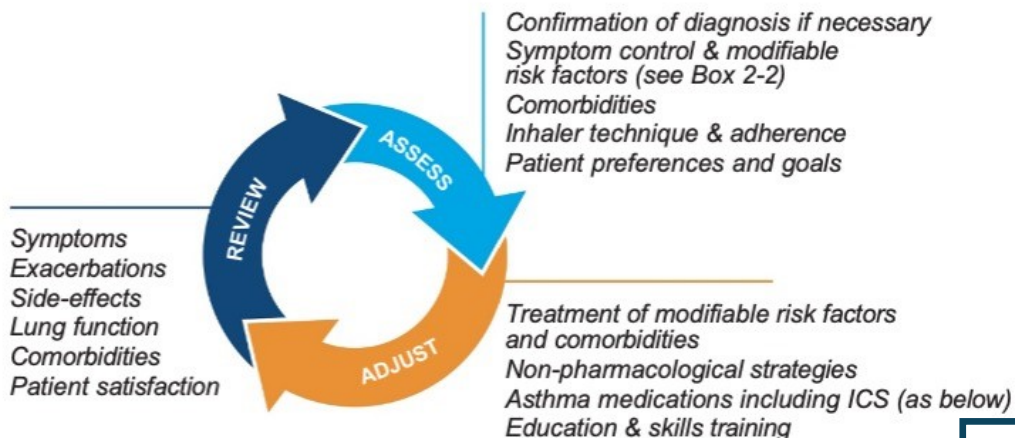 Confirmation of diagnosis if necessary
Symptom control & modifiable
risk factors (see Box 2-2)
Comorbidities
Inhaler technique & adherence
Patient preferences and goals
ASSESS
REVIEW
Symptoms
Exacerbations
Side-effects
Lung function
Comorbidities
Patient satisfaction
ADJUST
Treatment of modifiable risk factors
and comorbidities
Non-pharmacological strategies
Asthma medications including ICS (as below)
Education & skills training